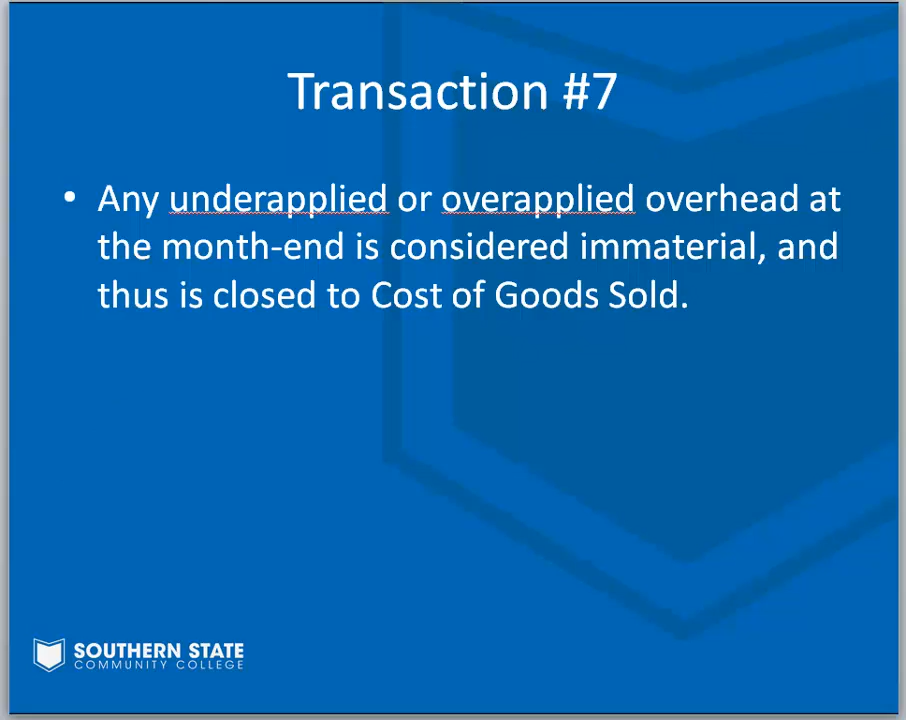 Transaction #7
• Any underapplied or overapplied overhead at
the month-end is considered immaterial, and
thus is closed to Cost of Goods Sold.
SOUTHERN STATE
COMMUNITY COLLEGE